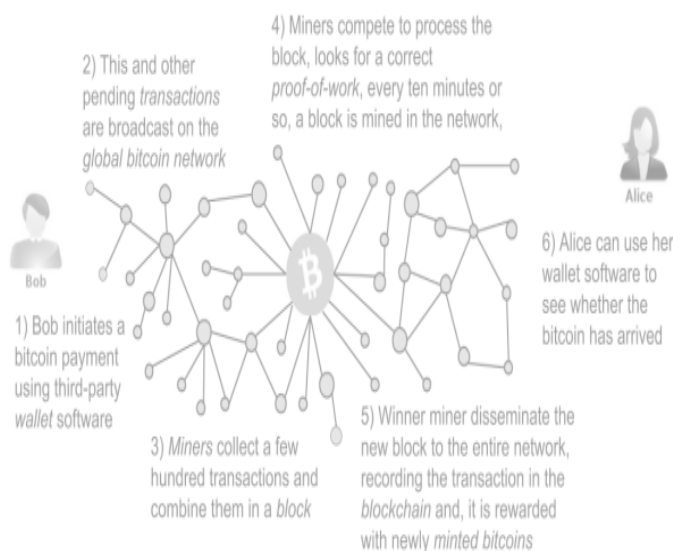 4) Miners compete to process the
block, looks for a correct
proof-of-work, every ten minutes or
so, a block is mined in the network,
2) This and other
pending transactions
are broadcast on the
global bitcoin network
Alice
Bob
6) Alice can use her
wallet software to
see whether the
bitcoin has arrived
1) Bob initiates a
bitcoin payment
using third-party
wallet software
3) Miners collect a few
hundred transactions and
combine them in a block
5) Winner miner disseminate the
new block to the entire network,
recording the transaction in the
blockchain and, it is rewarded
with newly minted bitcoins